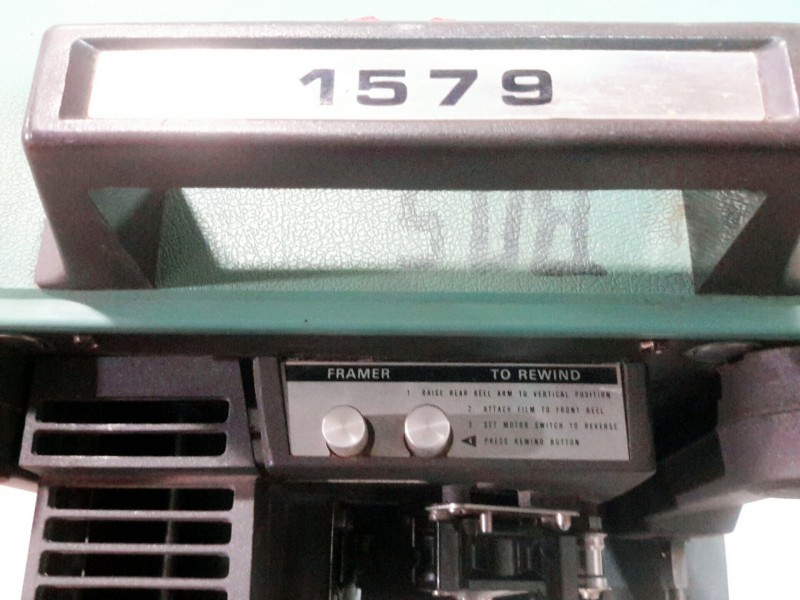 1579
FRAMER TO REWIND
1. RAISE REAR REEL ARM TO VERTICAL POSITION
2. ATTACH FILM TO FRONT REEL
3. SET MOTOR SWITCH TO REVERSE
PRESS REWIND BUTTON